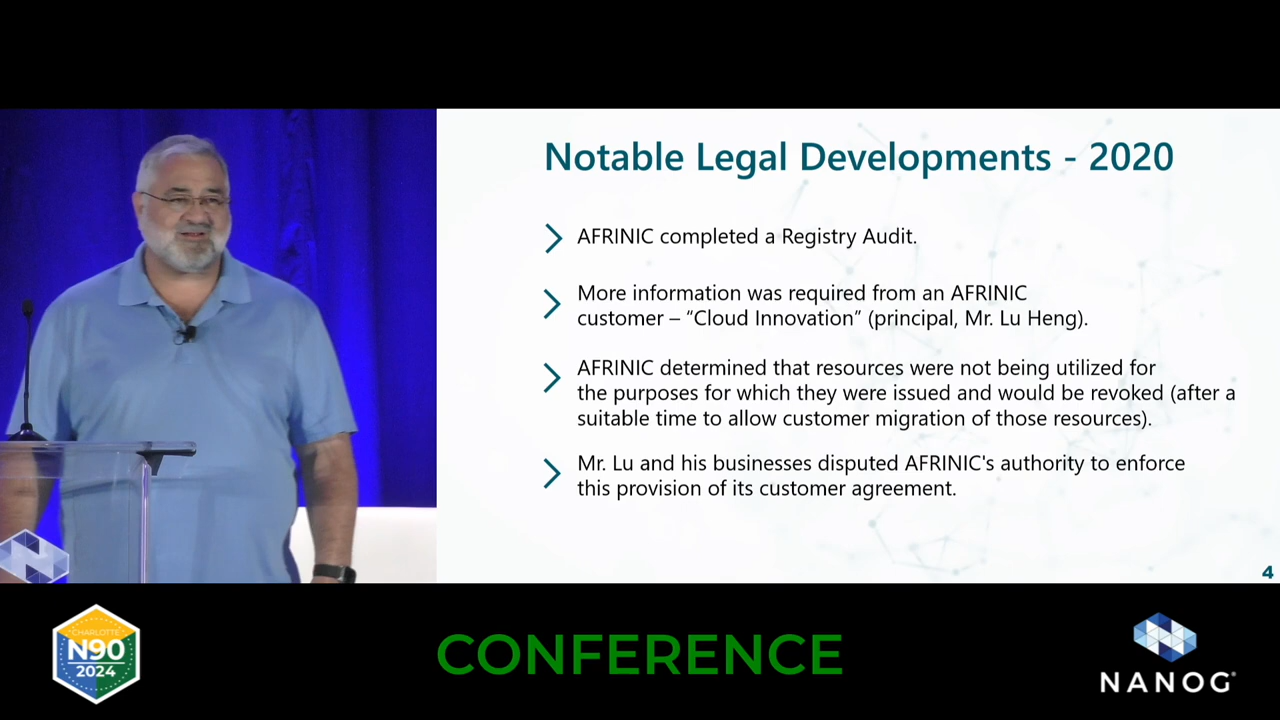 Notable Legal Developments - 2020
AFRINIC completed a Registry Audit.
More information was required from an AFRINIC
customer – “Cloud Innovation” (principal, Mr. Lu Heng).
AFRINIC determined that resources were not being utilized for
the purposes for which they were issued and would be revoked (after a
suitable time to allow customer migration of those resources).
Mr. Lu and his businesses disputed AFRINIC's authority to enforce
this provision of its customer agreement.
4
CHARLOTTE
N90
2024
CONFERENCE
NANOG